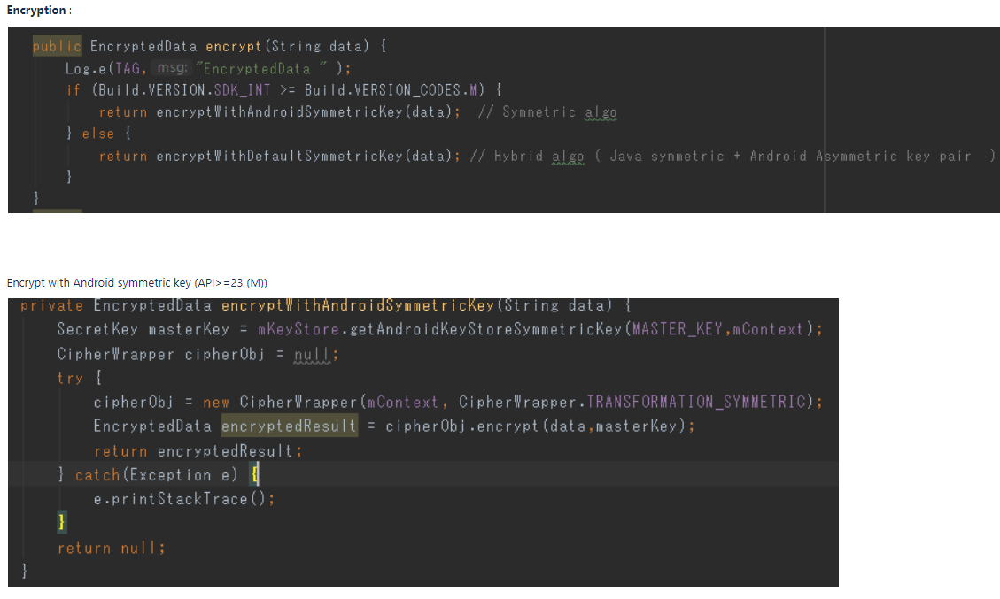 Encryption :
public EncryptedData encrypt(String data) {
Log.e(TAG, msg: "EncryptedData " );
if (Build.VERSION.SDK_INT >= Build.VERSION_CODES.M) {
return encryptWithAndroidSymmetricKey(data); // Symmetric algo
} else {
return encryptWithDefaultSymmetricKey(data); // Hybrid algo ( Java symmetric + Android Asymmetric key pair )
}
}
Encrypt with Android symmetric key (API>=23 (M))
private EncryptedData encryptWithAndroidSymmetricKey(String data) {
SecretKey masterKey = mKeyStore.getAndroidKeyStoreSymmetricKey(MASTER_KEY,mContext);
CipherWrapper cipherObj = null;
try {
cipherObj = new CipherWrapper(mContext, CipherWrapper.TRANSFORMATION_SYMMETRIC);
EncryptedData encryptedResult = cipherObj.encrypt(data,masterKey);
return encryptedResult;
} catch(Exception e) {
e.printStackTrace();
}
return null;
}